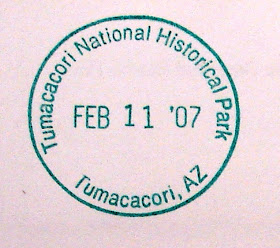 Tumacacori National Historical Park
FEB 11 '07
Tumacacori, AZ